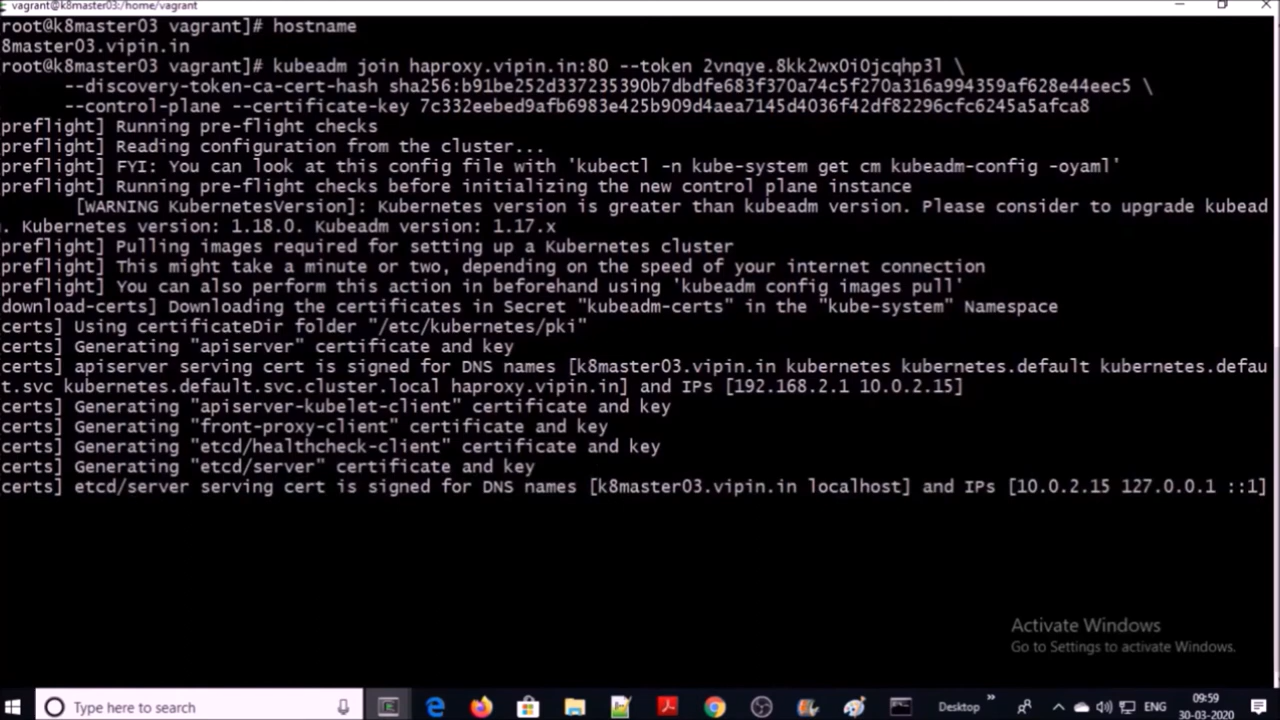 vagrant@k8master03:/home/vagrant
root@k8master03 vagrant]# hostname
8master03.vipin.in
root@k8master03 vagrant]# kubeadm join haproxy.vipin.in:80 --token 2vnqye.8kk2wx0i0jcqhp3l \
--discovery-token-ca-cert-hash sha256:b91be252d337235390b7dbdfe683f370a74c5f270a316a994359af628e44eec5 \
--control-plane --certificate-key 7c332eebed9afb6983e425b909d4aea7145d4036f42df82296cfc6245a5afca8
preflight] Running pre-flight checks
preflight] Reading configuration from the cluster...
preflight] FYI: You can look at this config file with 'kubectl -n kube-system get cm kubeadm-config -oyaml'
preflight] Running pre-flight checks before initializing the new control plane instance
[WARNING KubernetesVersion]: Kubernetes version is greater than kubeadm version. Please consider to upgrade kubead
. Kubernetes version: 1.18.0. Kubeadm version: 1.17.x
preflight] Pulling images required for setting up a Kubernetes cluster
preflight] This might take a minute or two, depending on the speed of your internet connection
preflight] You can also perform this action in beforehand using 'kubeadm config images pull'
download-certs] Downloading the certificates in Secret "kubeadm-certs" in the "kube-system" Namespace
certs] Using certificateDir folder "/etc/kubernetes/pki"
certs] Generating "apiserver" certificate and key
certs] apiserver serving cert is signed for DNS names [k8master03.vipin.in kubernetes kubernetes.default kubernetes.defau
t.svc kubernetes.default.svc.cluster.local haproxy.vipin.in] and IPs [192.168.2.1 10.0.2.15]
certs] Generating "apiserver-kubelet-client" certificate and key
certs] Generating "front-proxy-client" certificate and key
certs] Generating "etcd/healthcheck-client" certificate and key
certs] Generating "etcd/server" certificate and key
certs] etcd/server serving cert is signed for DNS names [k8master03.vipin.in localhost] and IPs [10.0.2.15 127.0.0.1 ::1]
Activate Windows
Go to Settings to activate Windows.
Type here to search
Desktop
ENG
09:59
30-03-2020